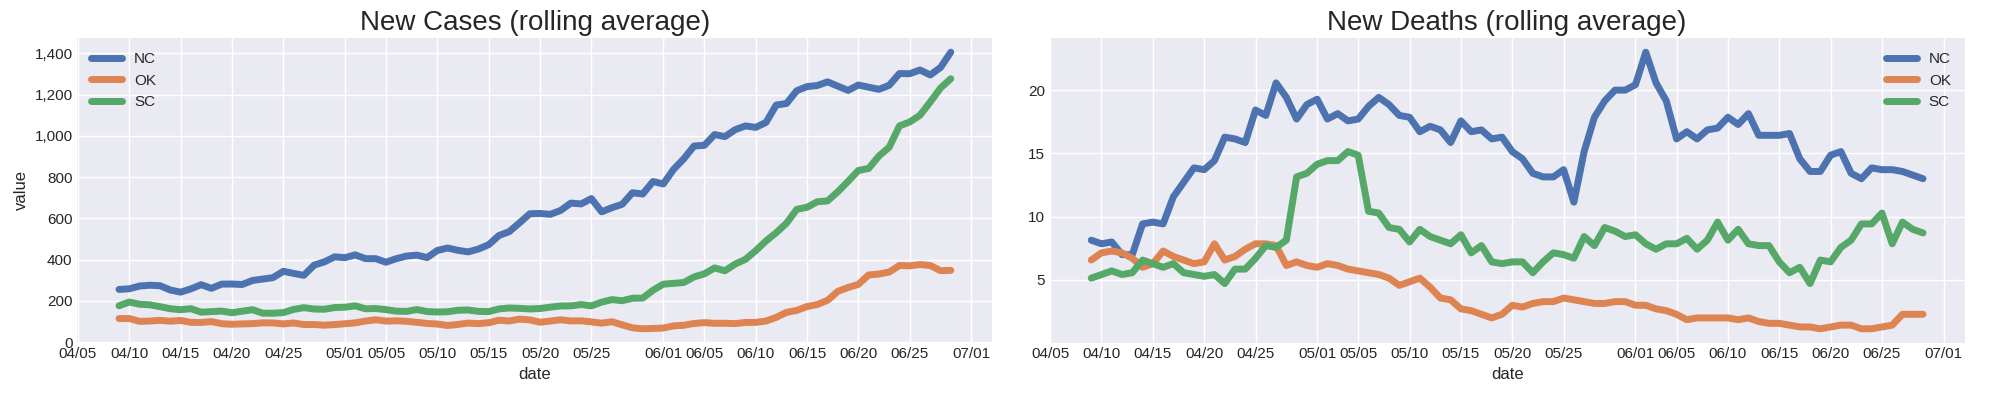 New Cases (rolling average)
1,400
1,200
1,000
800
600
400
200
0
value
NC
OK
SC
04/05 04/10 04/15 04/20 04/25 05/01 05/05 05/10 05/15 05/20 05/25 06/01 06/05 06/10 06/15 06/20 06/25 07/01
date
New Deaths (rolling average)
20
15
10
5
NC
OK
SC
04/05 04/10 04/15 04/20 04/25 05/01 05/05 05/10 05/15 05/20 05/25 06/01 06/05 06/10 06/15 06/20 06/25 07/01
date